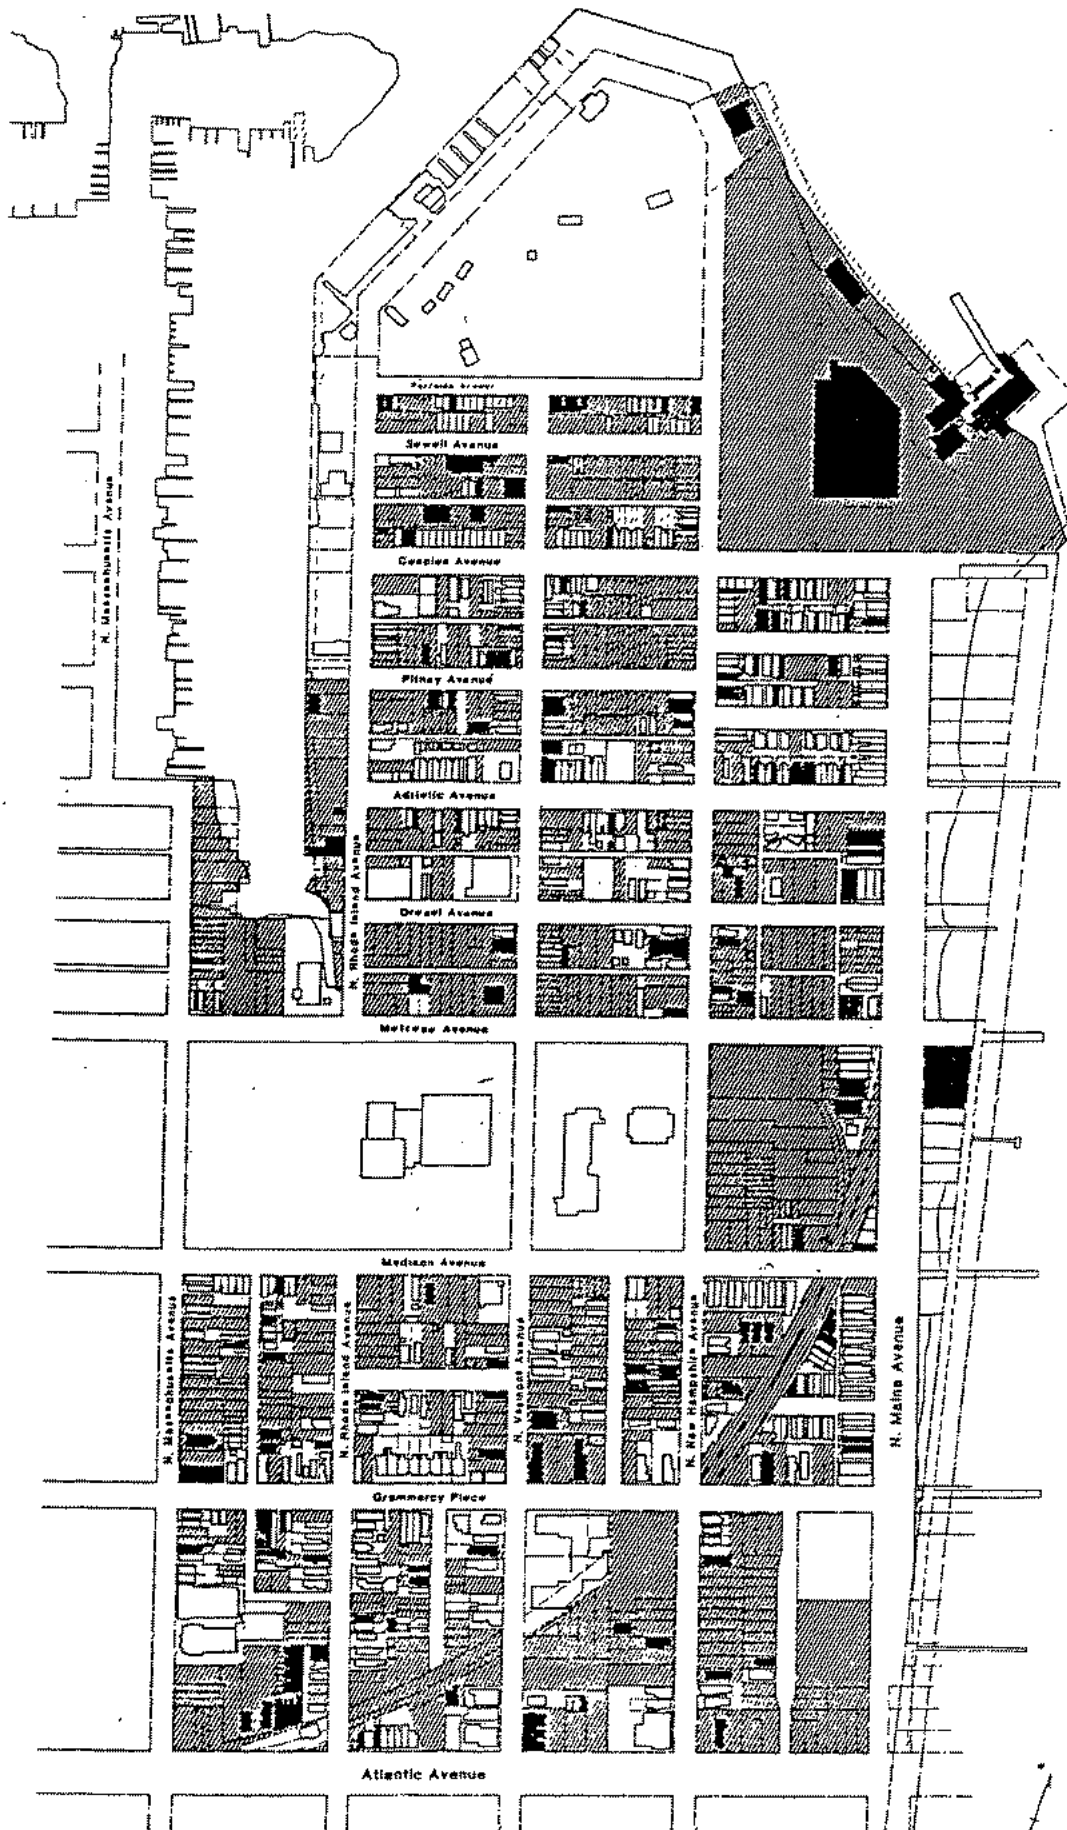 Sewell Avenue
N. Massachusetts Avenue
Caspian Avenue
Pitney Avenue
Adriatic Avenue
N. Rhode Island Avenue
Drexel Avenue
Melrose Avenue
Madison Avenue
N. Massachusetts Avenue
N. Rhode Island Avenue
N. Vermont Avenue
N. New Hampshire Avenue
N. Maine Avenue
Grammercy Place
Atlantic Avenue